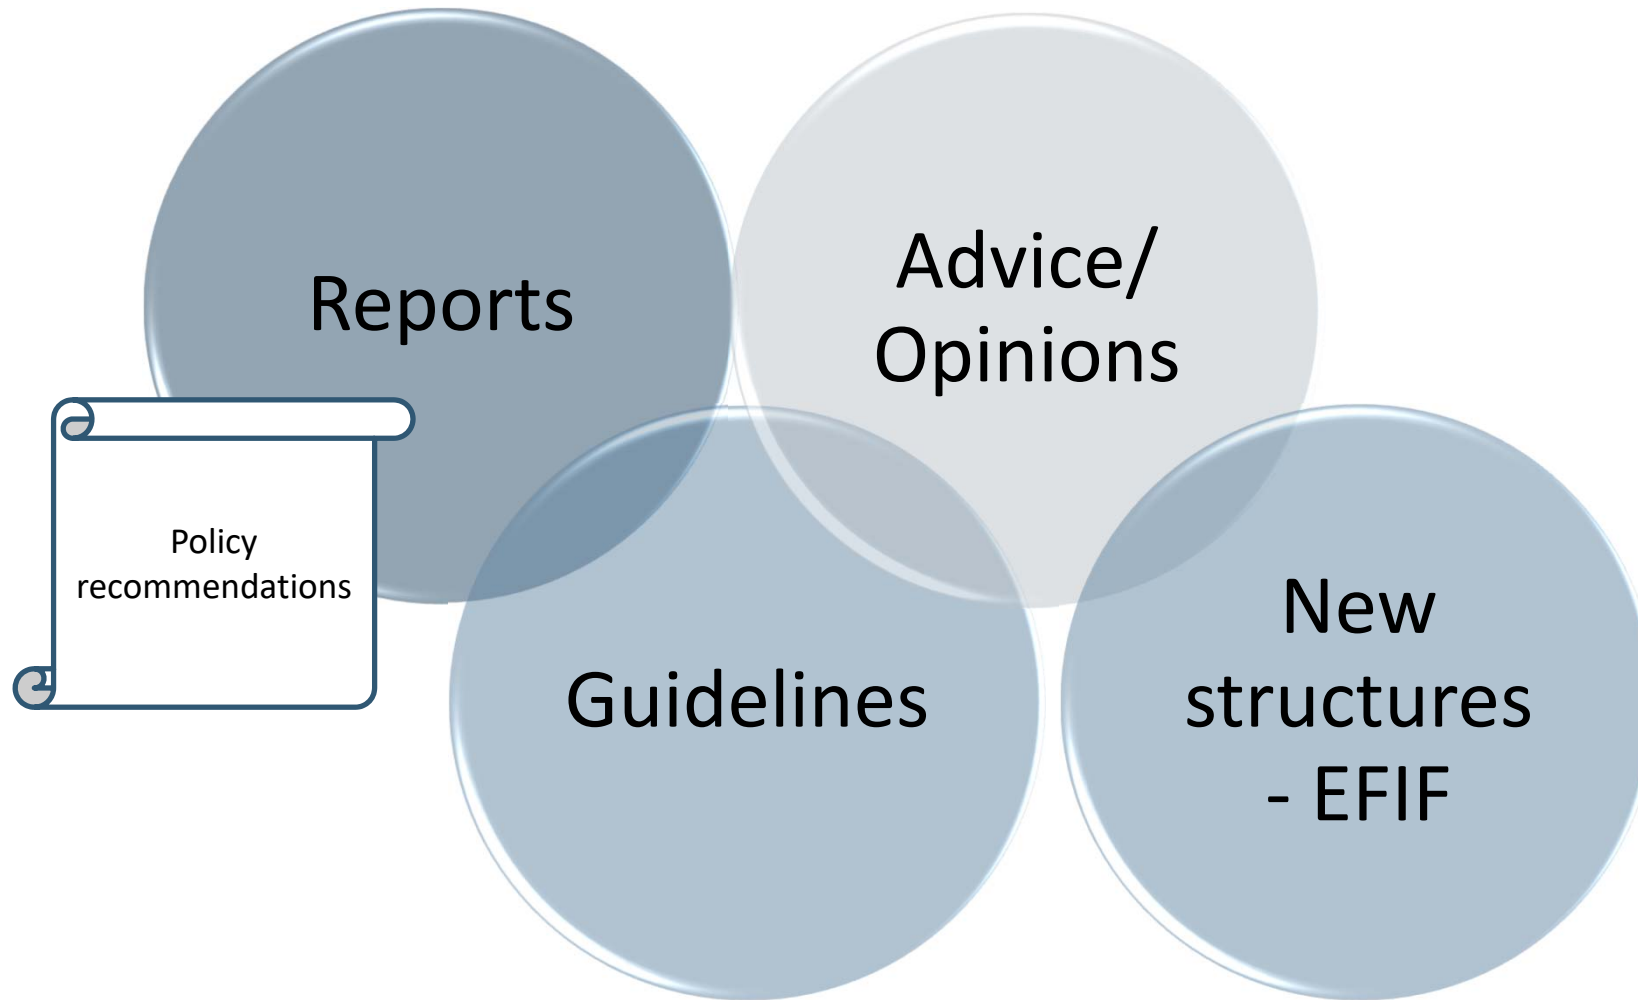 Reports
Advice/
Opinions
Policy
recommendations
Guidelines
New
structures
- EFIF